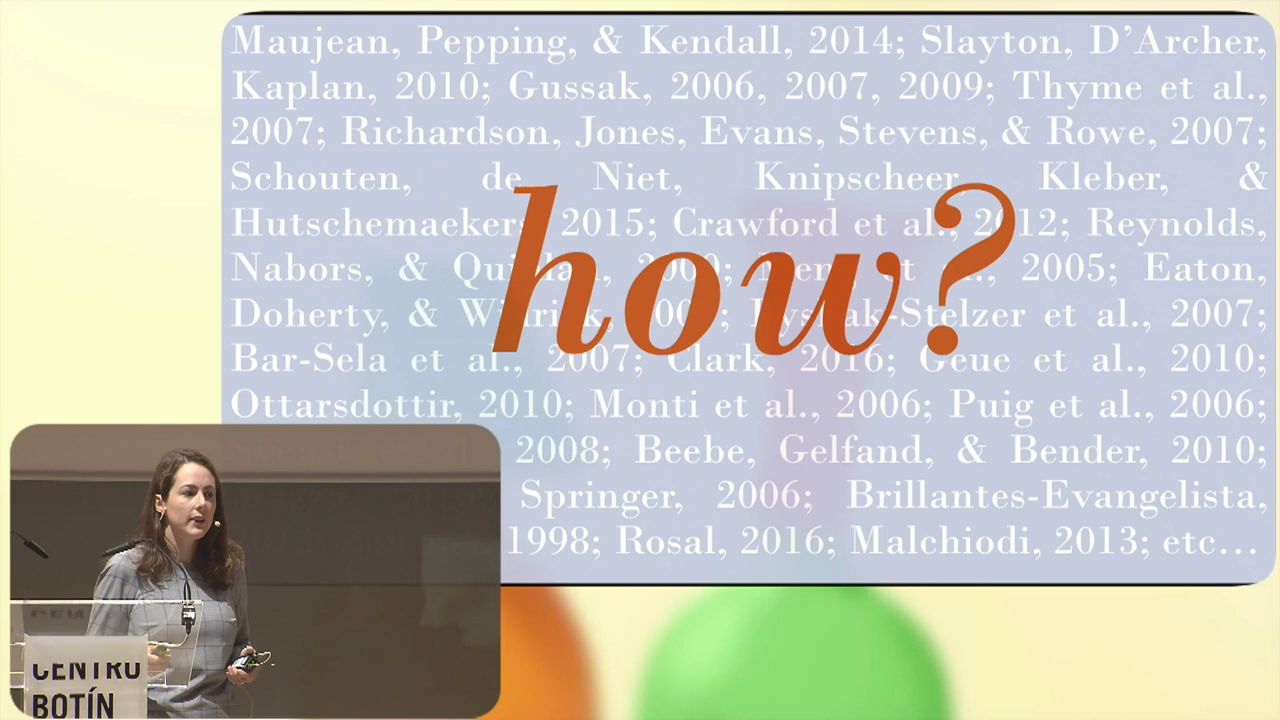 Maujean, Pepping, & Kendall, 2014; Slayton, D'Archer,
Kaplan, 2010; Gussak, 2006, 2007, 2009; Thyme et al.,
2007; Richardson, Jones, Evans, Stevens, & Rowe, 2007;
Schouten, de Niet, Knipscheer, Kleber, &
Hutschemaekers, 2015; Crawford et al., 2012; Reynolds,
Nabors, & 2005; Eaton,
Doherty, & et al., 2007;
Bar-Sela et al., 2007; Clark, 2016; Geue et al., 2010;
Ottarsdottir, 2010; Monti et al., 2006; Puig et al., 2006;
2008; Beebe, Gelfand, & Bender, 2010;
Springer, 2006; Brillantes-Evangelista,
1998; Rosal, 2016; Malchiodi, 2013; etc…
how?
CENTRO
BOTÍN